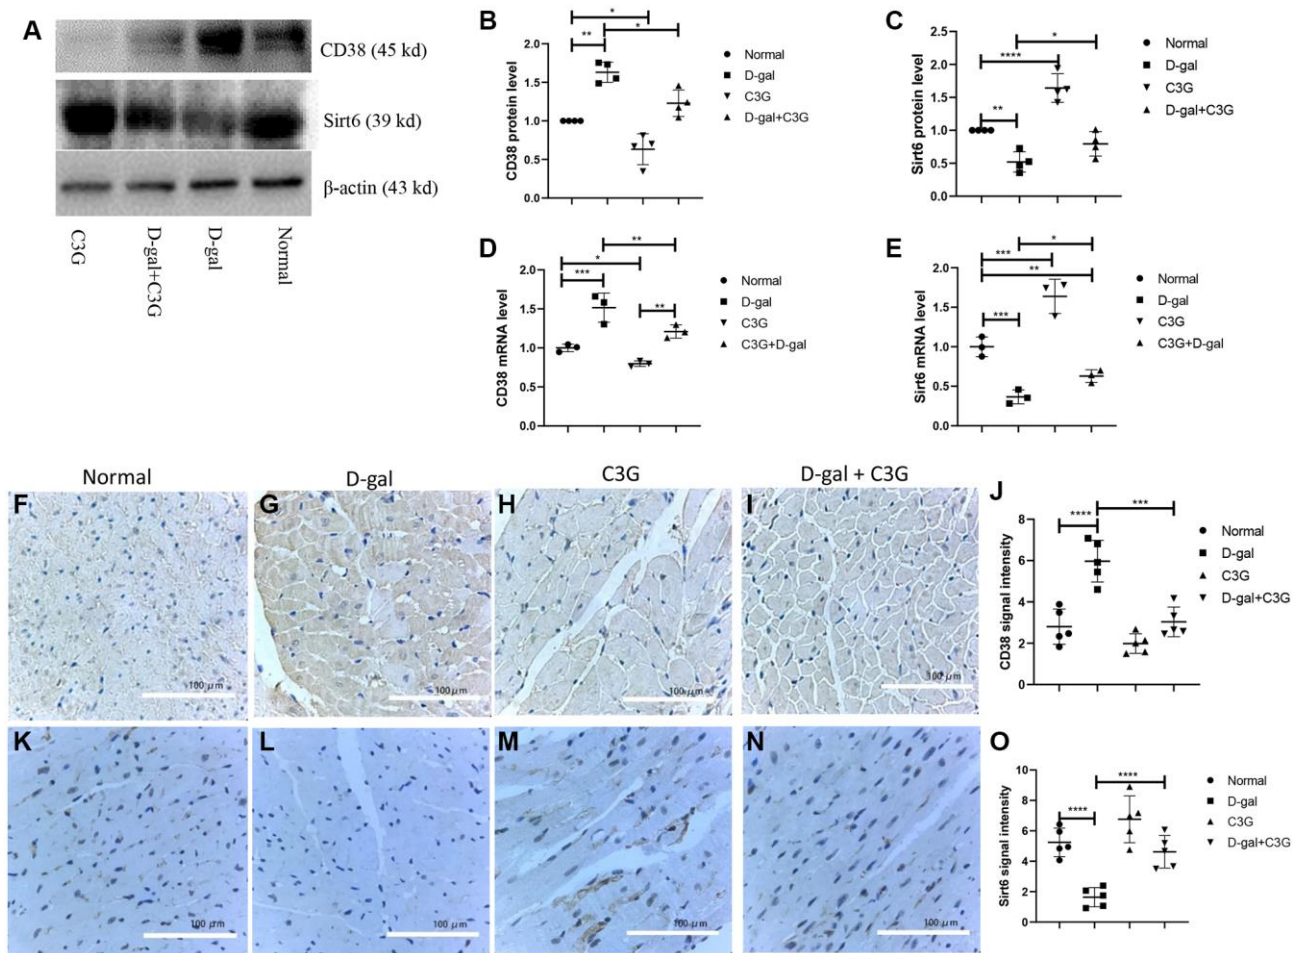 A
CD38 (45 kd)
Sirt6 (39 kd)
β-actin (43 kd)
C3G
D-gal+C3G
D-gal
Normal
B
CD38 protein level
2.0
1.5
1.0
0.5
0.0
*
*
**
Normal
D-gal
C3G
D-gal+C3G
C
Sirt6 protein level
2.5
2.0
1.5
1.0
0.5
0.0
*
****
**
Normal
D-gal
C3G
D-gal+C3G
D
CD38 mRNA level
2.0
1.5
1.0
0.5
0.0
**
*
***
**
Normal
D-gal
C3G
C3G+D-gal
E
Sirt6 mRNA level
2.0
1.5
1.0
0.5
0.0
*
***
**
***
Normal
D-gal
C3G
C3G+D-gal
Normal
D-gal
C3G
D-gal + C3G
F
100 µm
G
100 µm
H
100 µm
I
100 µm
J
CD38 signal intensity
8
6
4
2
0
****
***
Normal
D-gal
C3G
D-gal+C3G
K
100 µm
L
100 µm
M
100 µm
N
100 µm
O
Sirt6 signal intensity
10
8
6
4
2
0
****
****
Normal
D-gal
C3G
D-gal+C3G